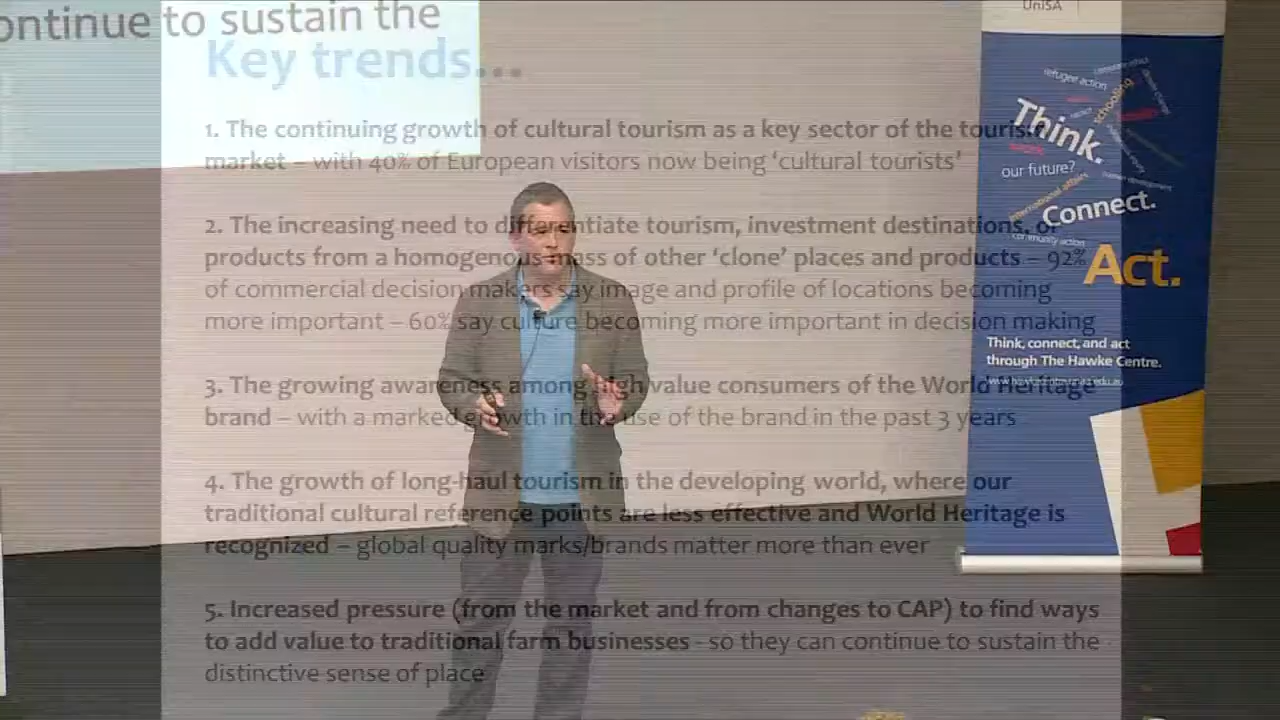 ontinue to sustain the
Key trends...
1. The continuing growth of cultural tourism as a key sector of the tourism
market – with 40% of European visitors now being ‘cultural tourists’
2. The increasing need to differentiate tourism, investment destinations, or
products from a homogenous mass of other ‘clone’ places and products – 92%
of commercial decision makers say image and profile of locations becoming
more important – 60% say culture becoming more important in decision making
3. The growing awareness among high value consumers of the World Heritage
brand – with a marked growth in the use of the brand in the past 3 years
4. The growth of long-haul tourism in the developing world, where our
traditional cultural reference points are less effective and World Heritage is
recognized – global quality marks/brands matter more than ever
5. Increased pressure (from the market and from changes to CAP) to find ways
to add value to traditional farm businesses - so they can continue to sustain the
distinctive sense of place
UniSA
refugee action
schooling
Think.
our future?
international affairs
Connect.
community action
Act.
Think, connect, and act
through The Hawke Centre.